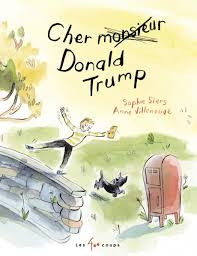 Cher monsieur
Donald
Trump
Sophie Siers
Anne Villeneuve
Les 400 coups